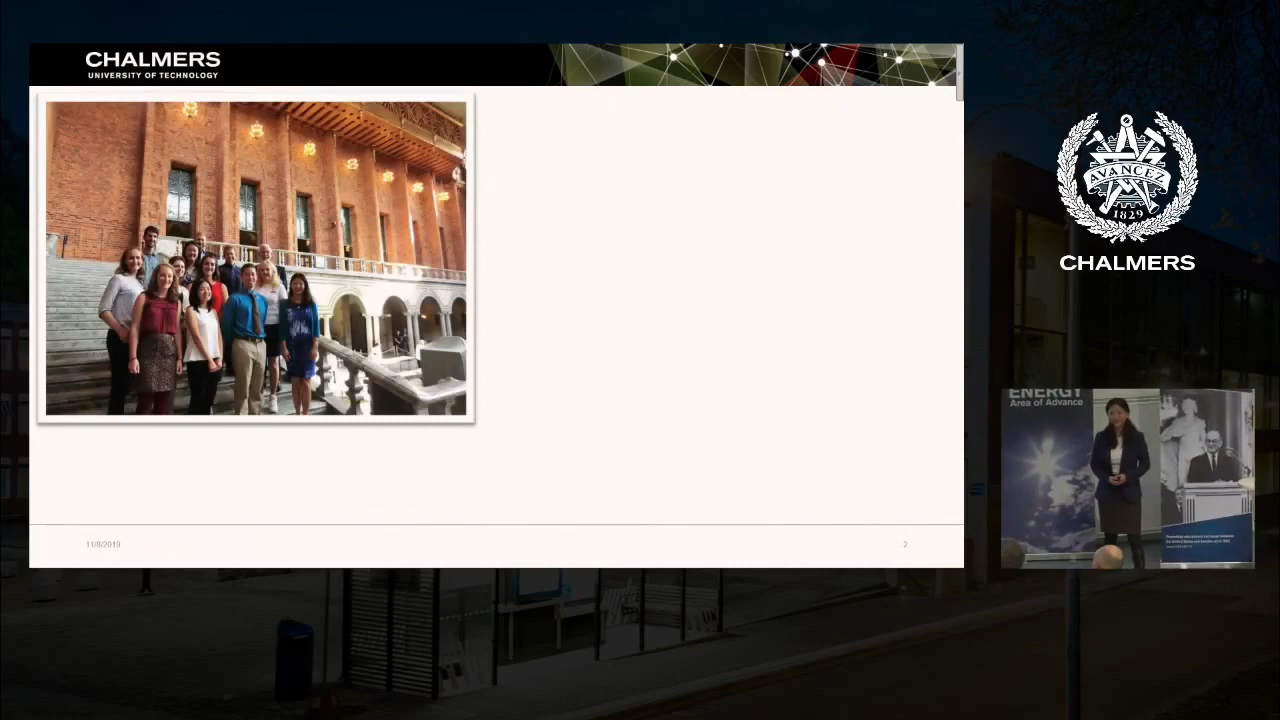 CHALMERS
UNIVERSITY OF TECHNOLOGY
11/8/2019
2
AVANCEZ
1829
CHALMERS
ENERGY
Area of Advance